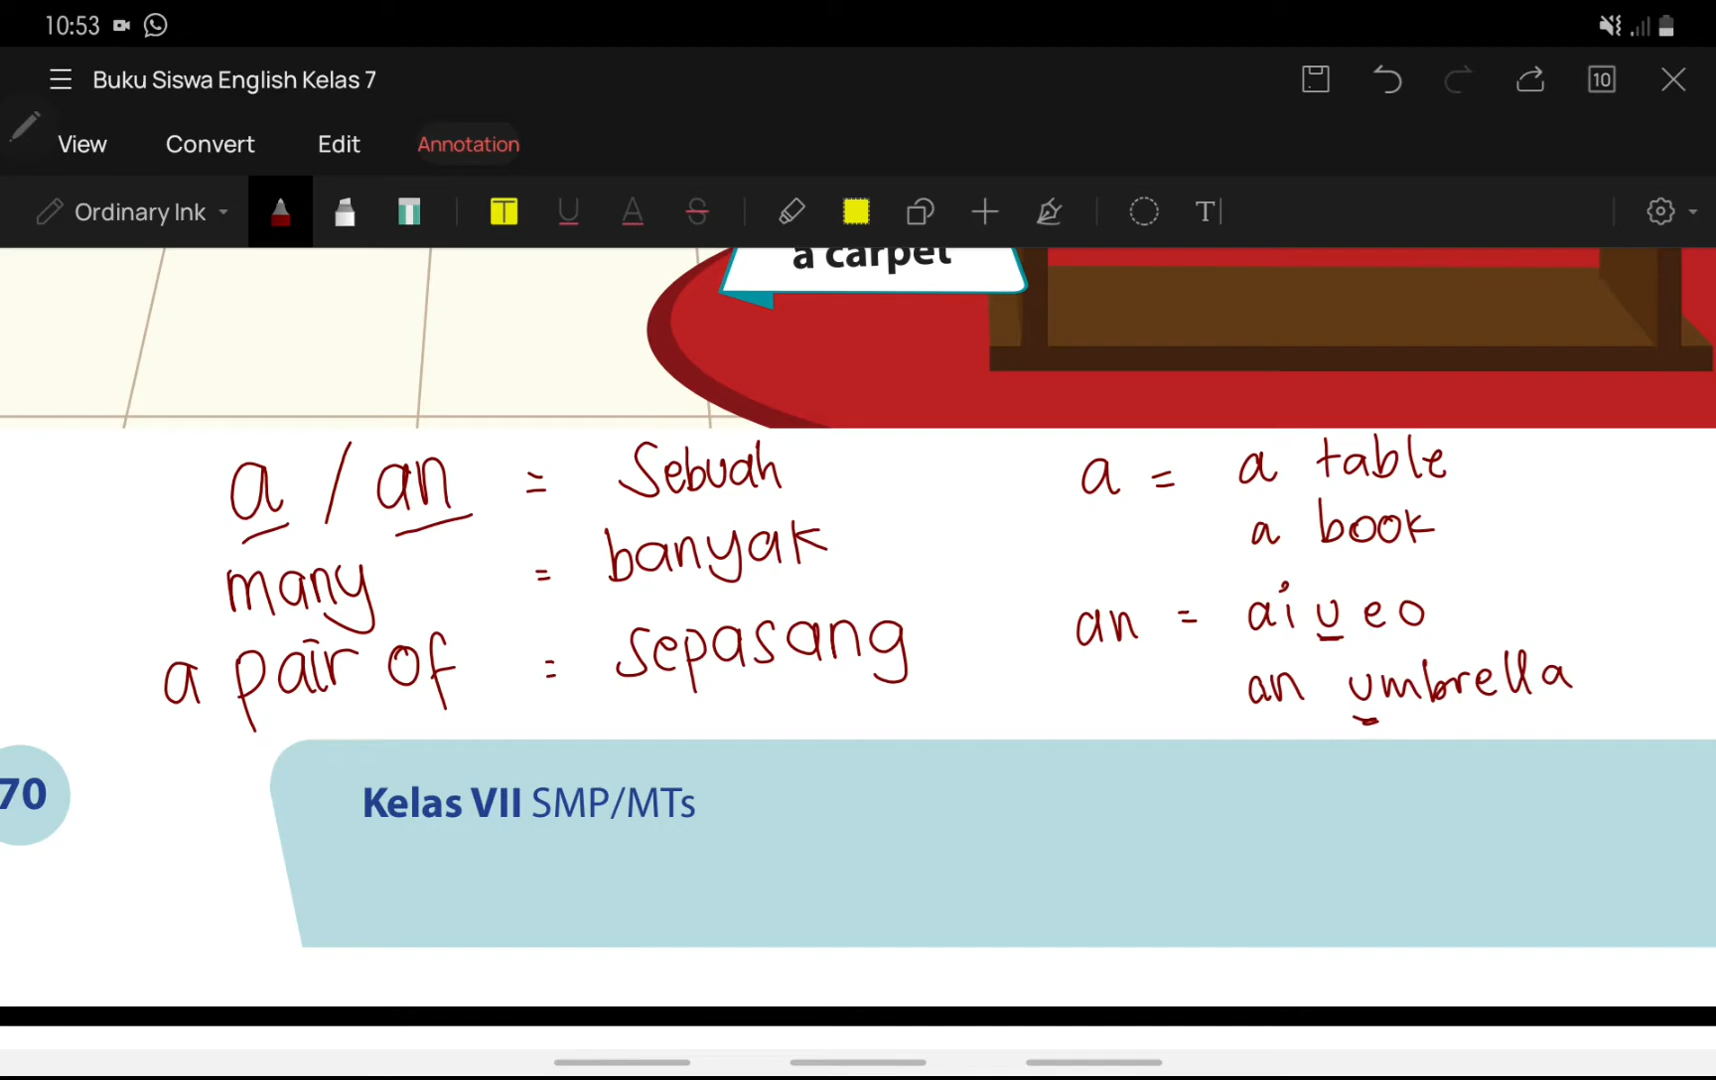 10:53
Buku Siswa English Kelas 7
10
View Convert Edit Annotation
Ordinary Ink T U A S T
a carpet
a / an = Sebuah
many = banyak
a pair of = sepasang
a = a table
a book
an = a i u e o
an umbrella
70
Kelas VII SMP/MTs